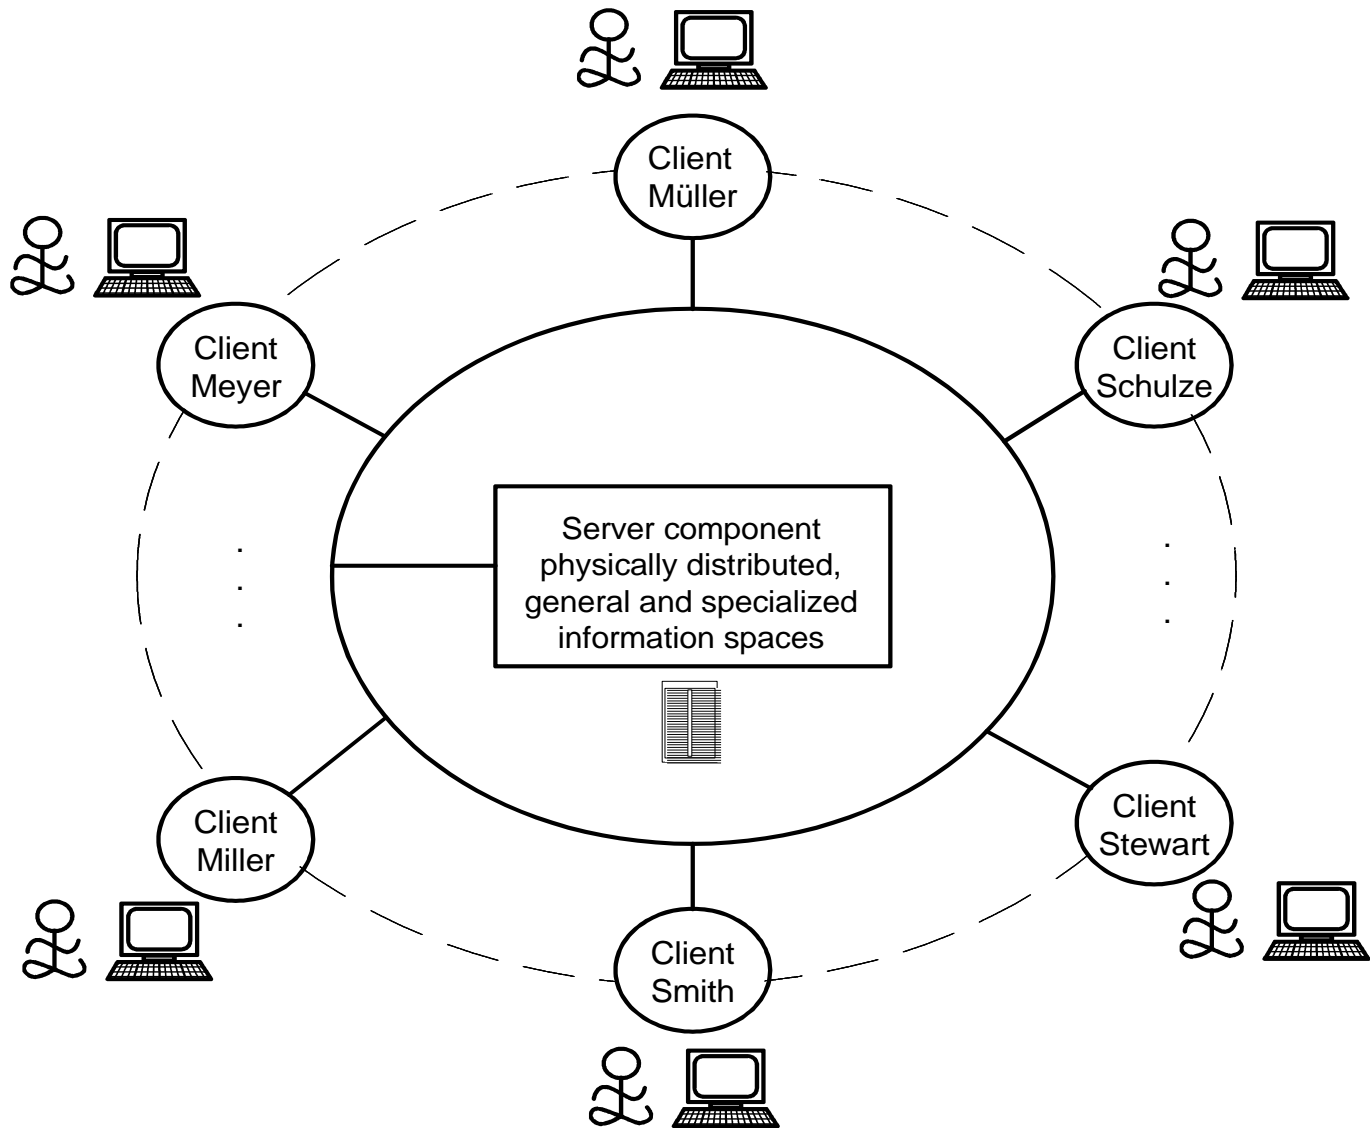 Client
Müller
Client
Meyer
Client
Schulze
Server component
physically distributed,
general and specialized
information spaces
.
.
.
.
.
.
Client
Miller
Client
Stewart
Client
Smith